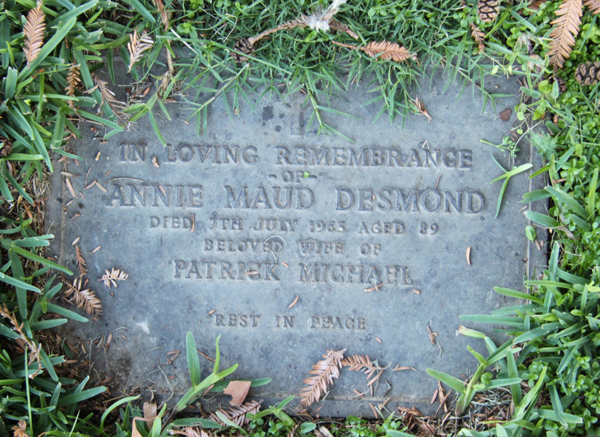 IN LOVING REMEMBRANCE
- OF -
ANNIE MAUD DESMOND
DIED 7TH JULY 1965 AGED 89
BELOVED WIFE OF
PATRICK MICHAEL
REST IN PEACE